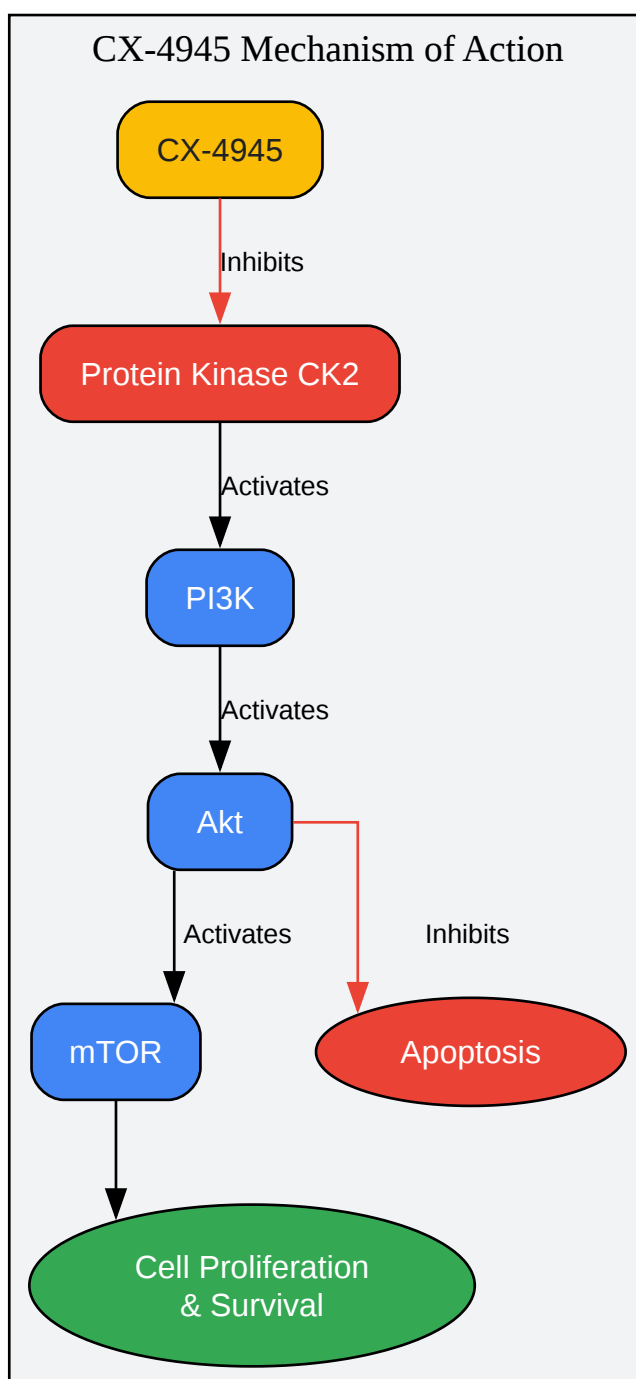 CX-4945 Mechanism of Action
CX-4945
Inhibits
Protein Kinase CK2
Activates
PI3K
Activates
Akt
Activates
Inhibits
mTOR
Apoptosis
Cell Proliferation
& Survival